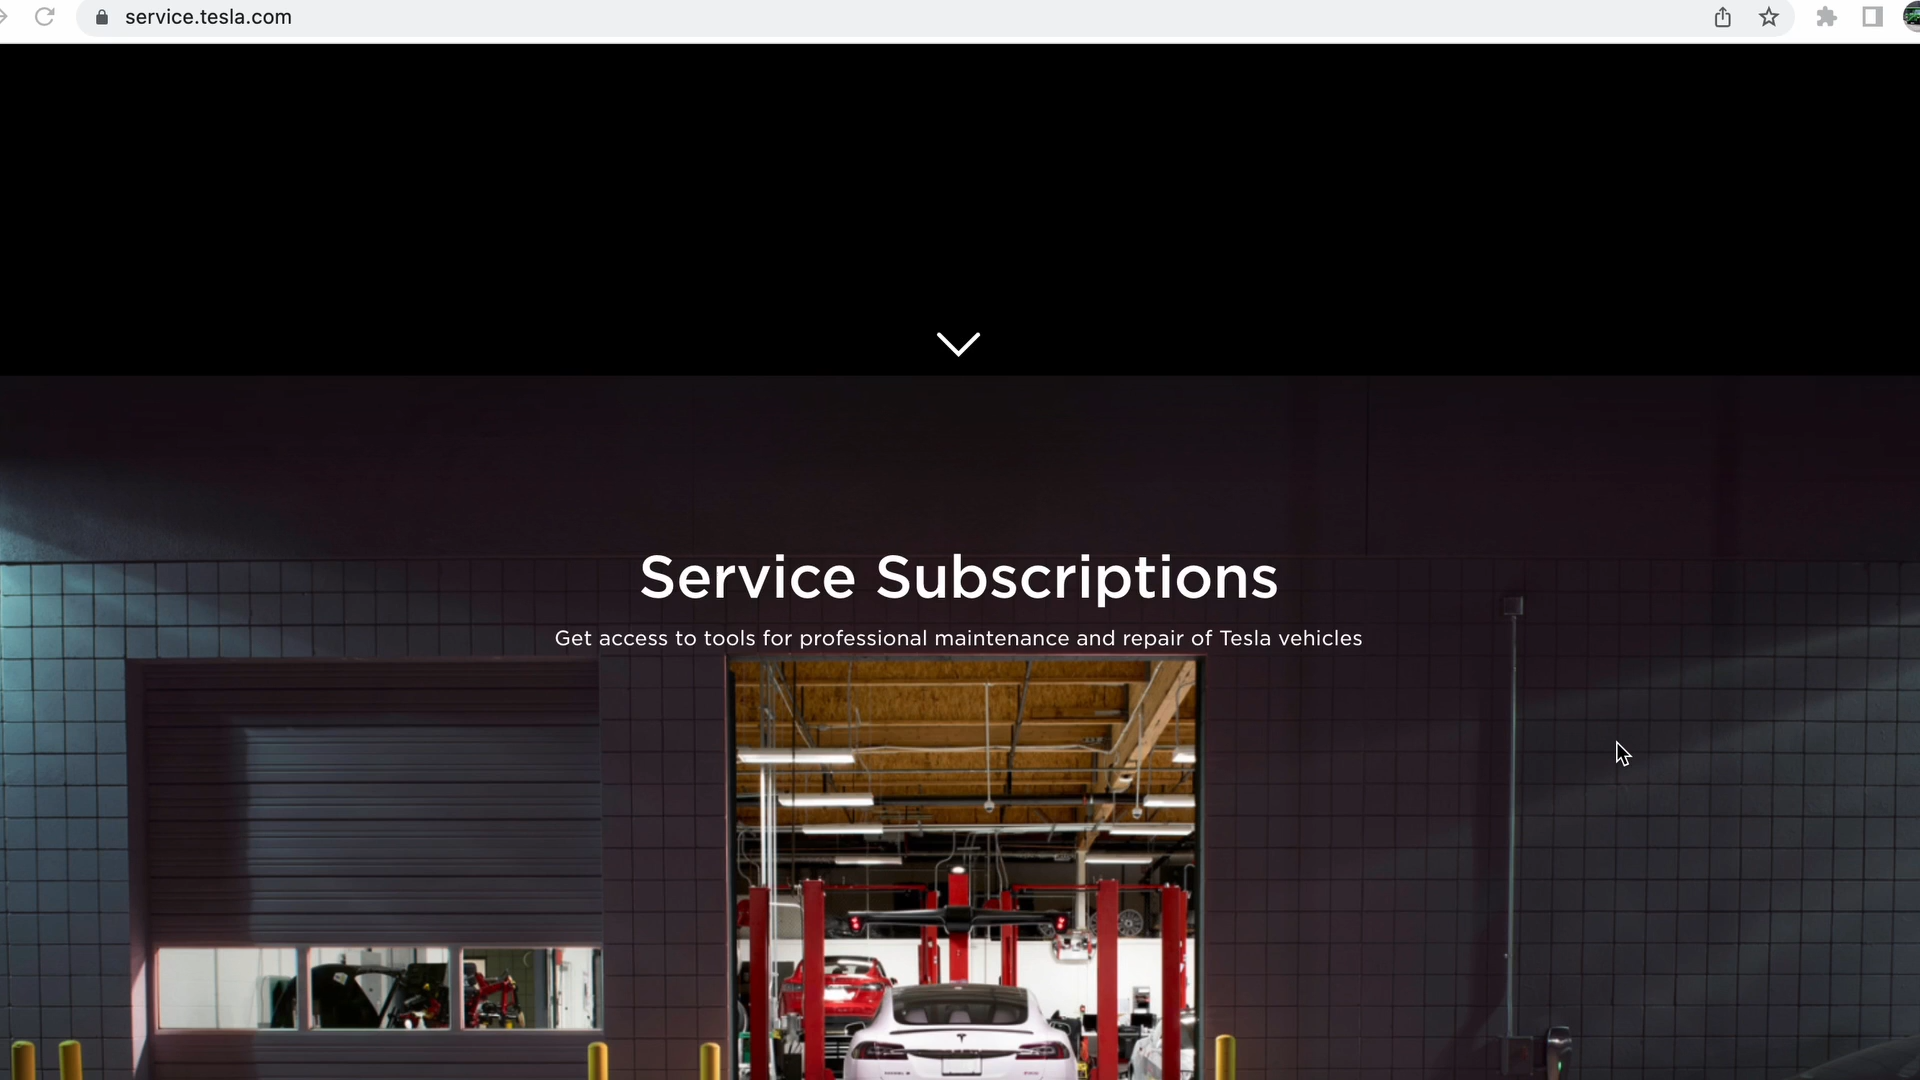 service.tesla.com
Service Subscriptions
Get access to tools for professional maintenance and repair of Tesla vehicles